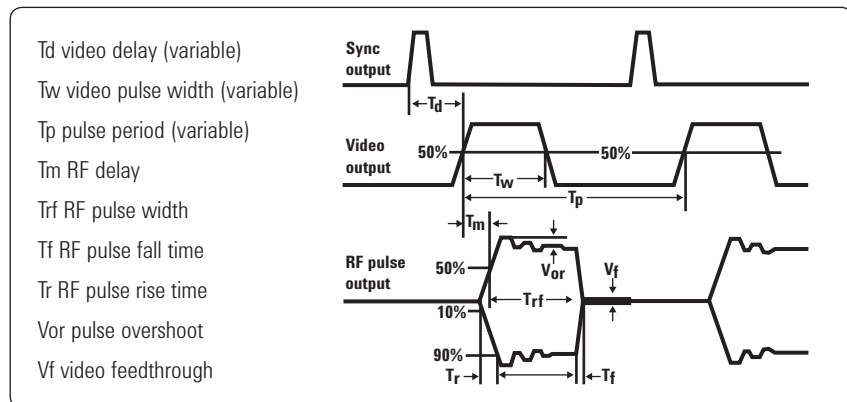 Td video delay (variable)
Tw video pulse width (variable)
Tp pulse period (variable)
Tm RF delay
Trf RF pulse width
Tf RF pulse fall time
Tr RF pulse rise time
Vor pulse overshoot
Vf video feedthrough
Sync
output
Td
Video
output
50%
50%
Tw
Tp
Tm
RF pulse
output
50%
Vor
Vf
Trf
10%
90%
Tr
Tf